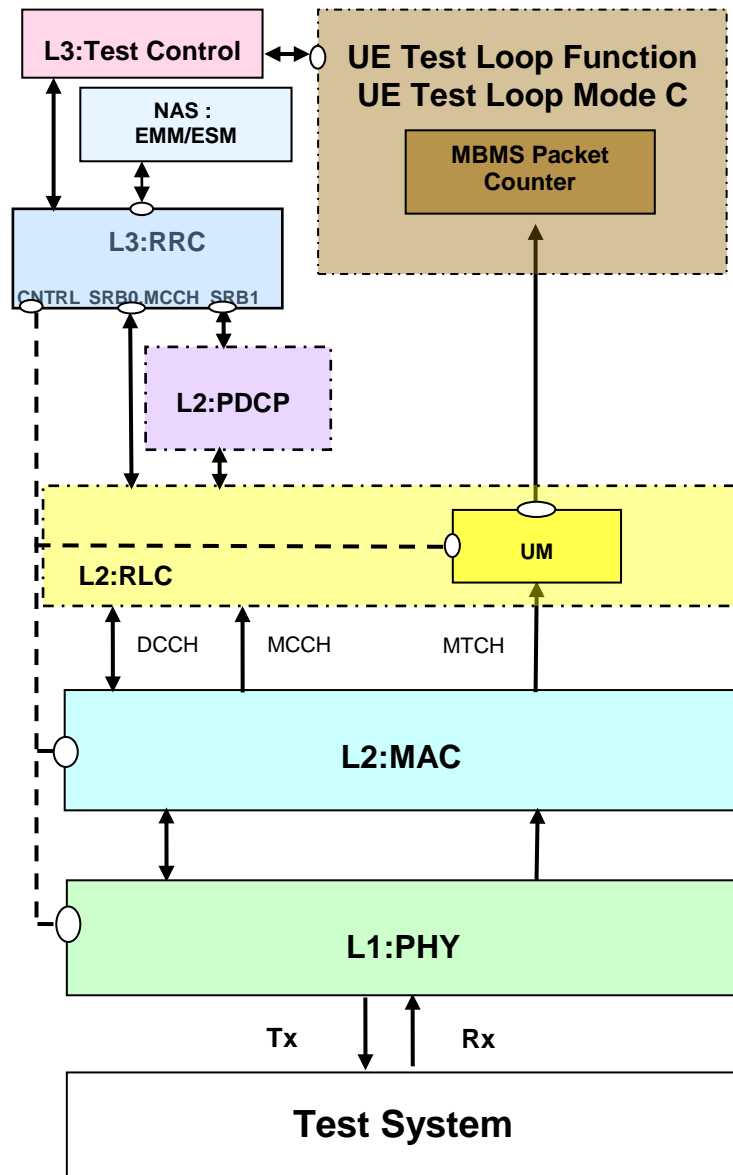 L3:Test Control
UE Test Loop Function
UE Test Loop Mode C
NAS :
EMM/ESM
MBMS Packet
Counter
L3:RRC
CNTRL SRB0,MCCH SRB1
L2:PDCP
UM
L2:RLC
DCCH
MCCH
MTCH
L2:MAC
L1:PHY
Tx
Rx
Test System